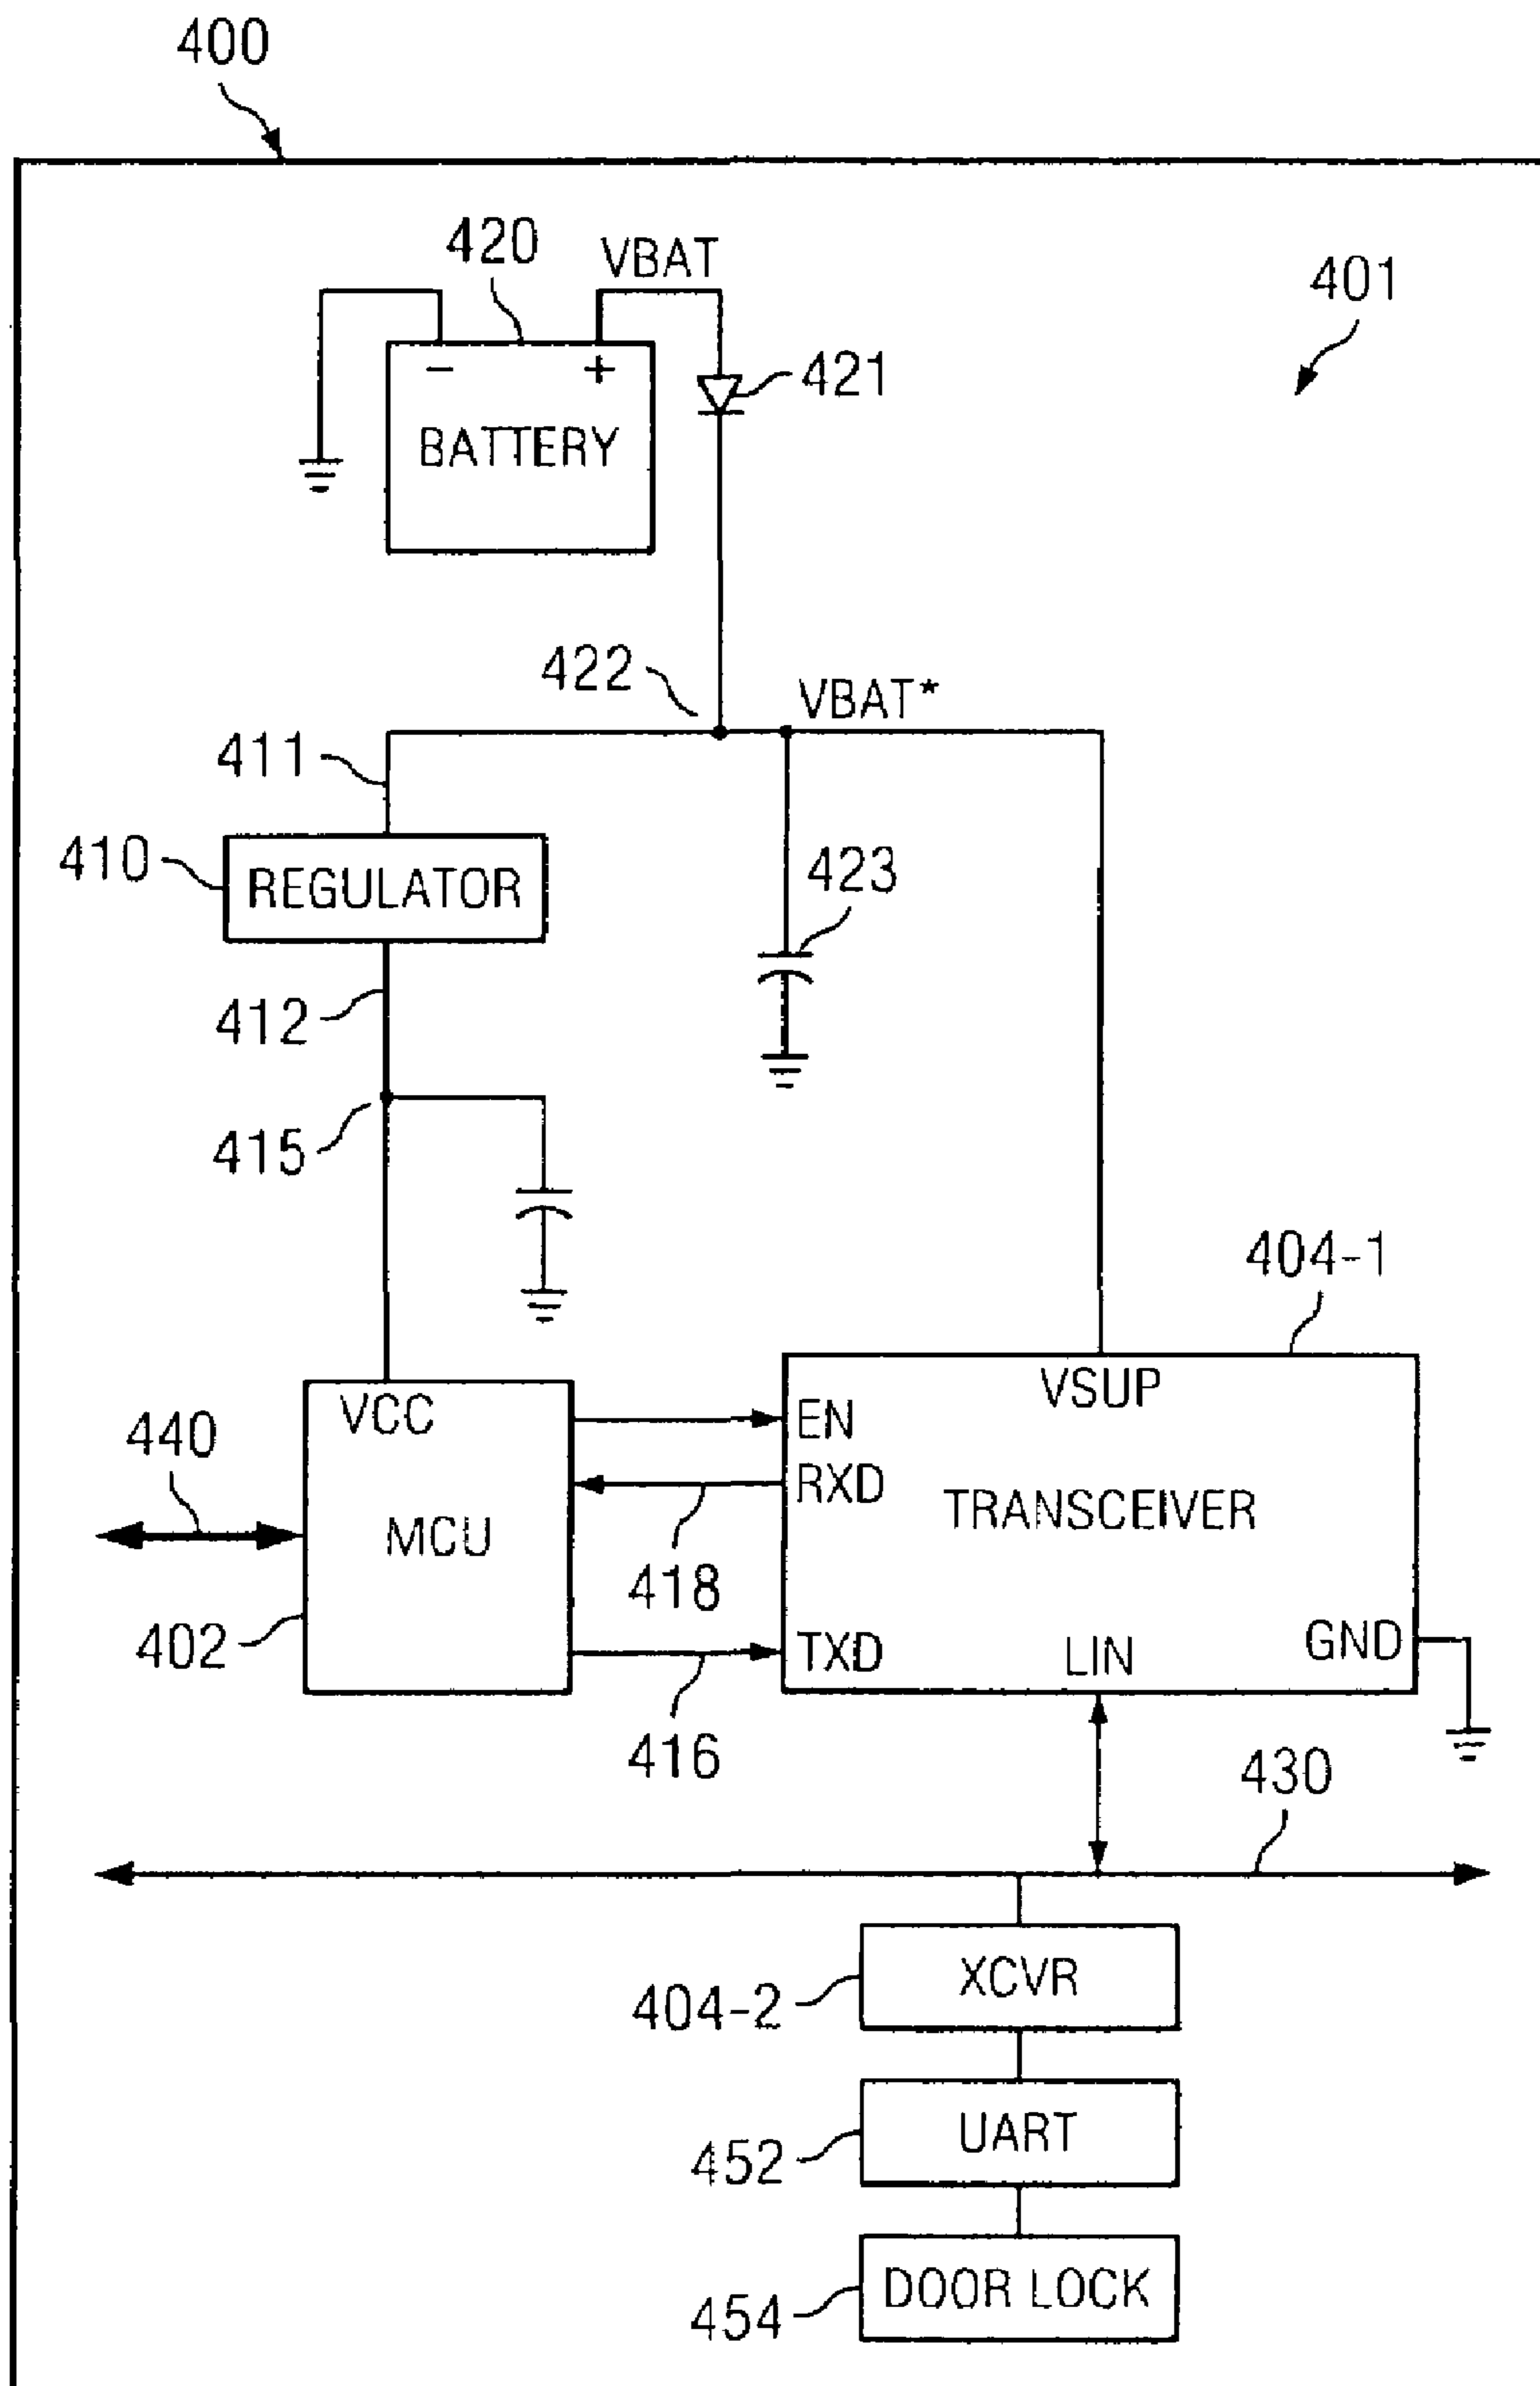 400
420 VBAT
401
- +
421
BATTERY
422 VBAT*
411
410 REGULATOR
423
412
415
404-1
VCC VSUP
440 EN
RXD
MCU TRANSCEIVER
418
402 TXD LIN GND
416
430
XCVR
404-2
UART
452
DOOR LOCK
454